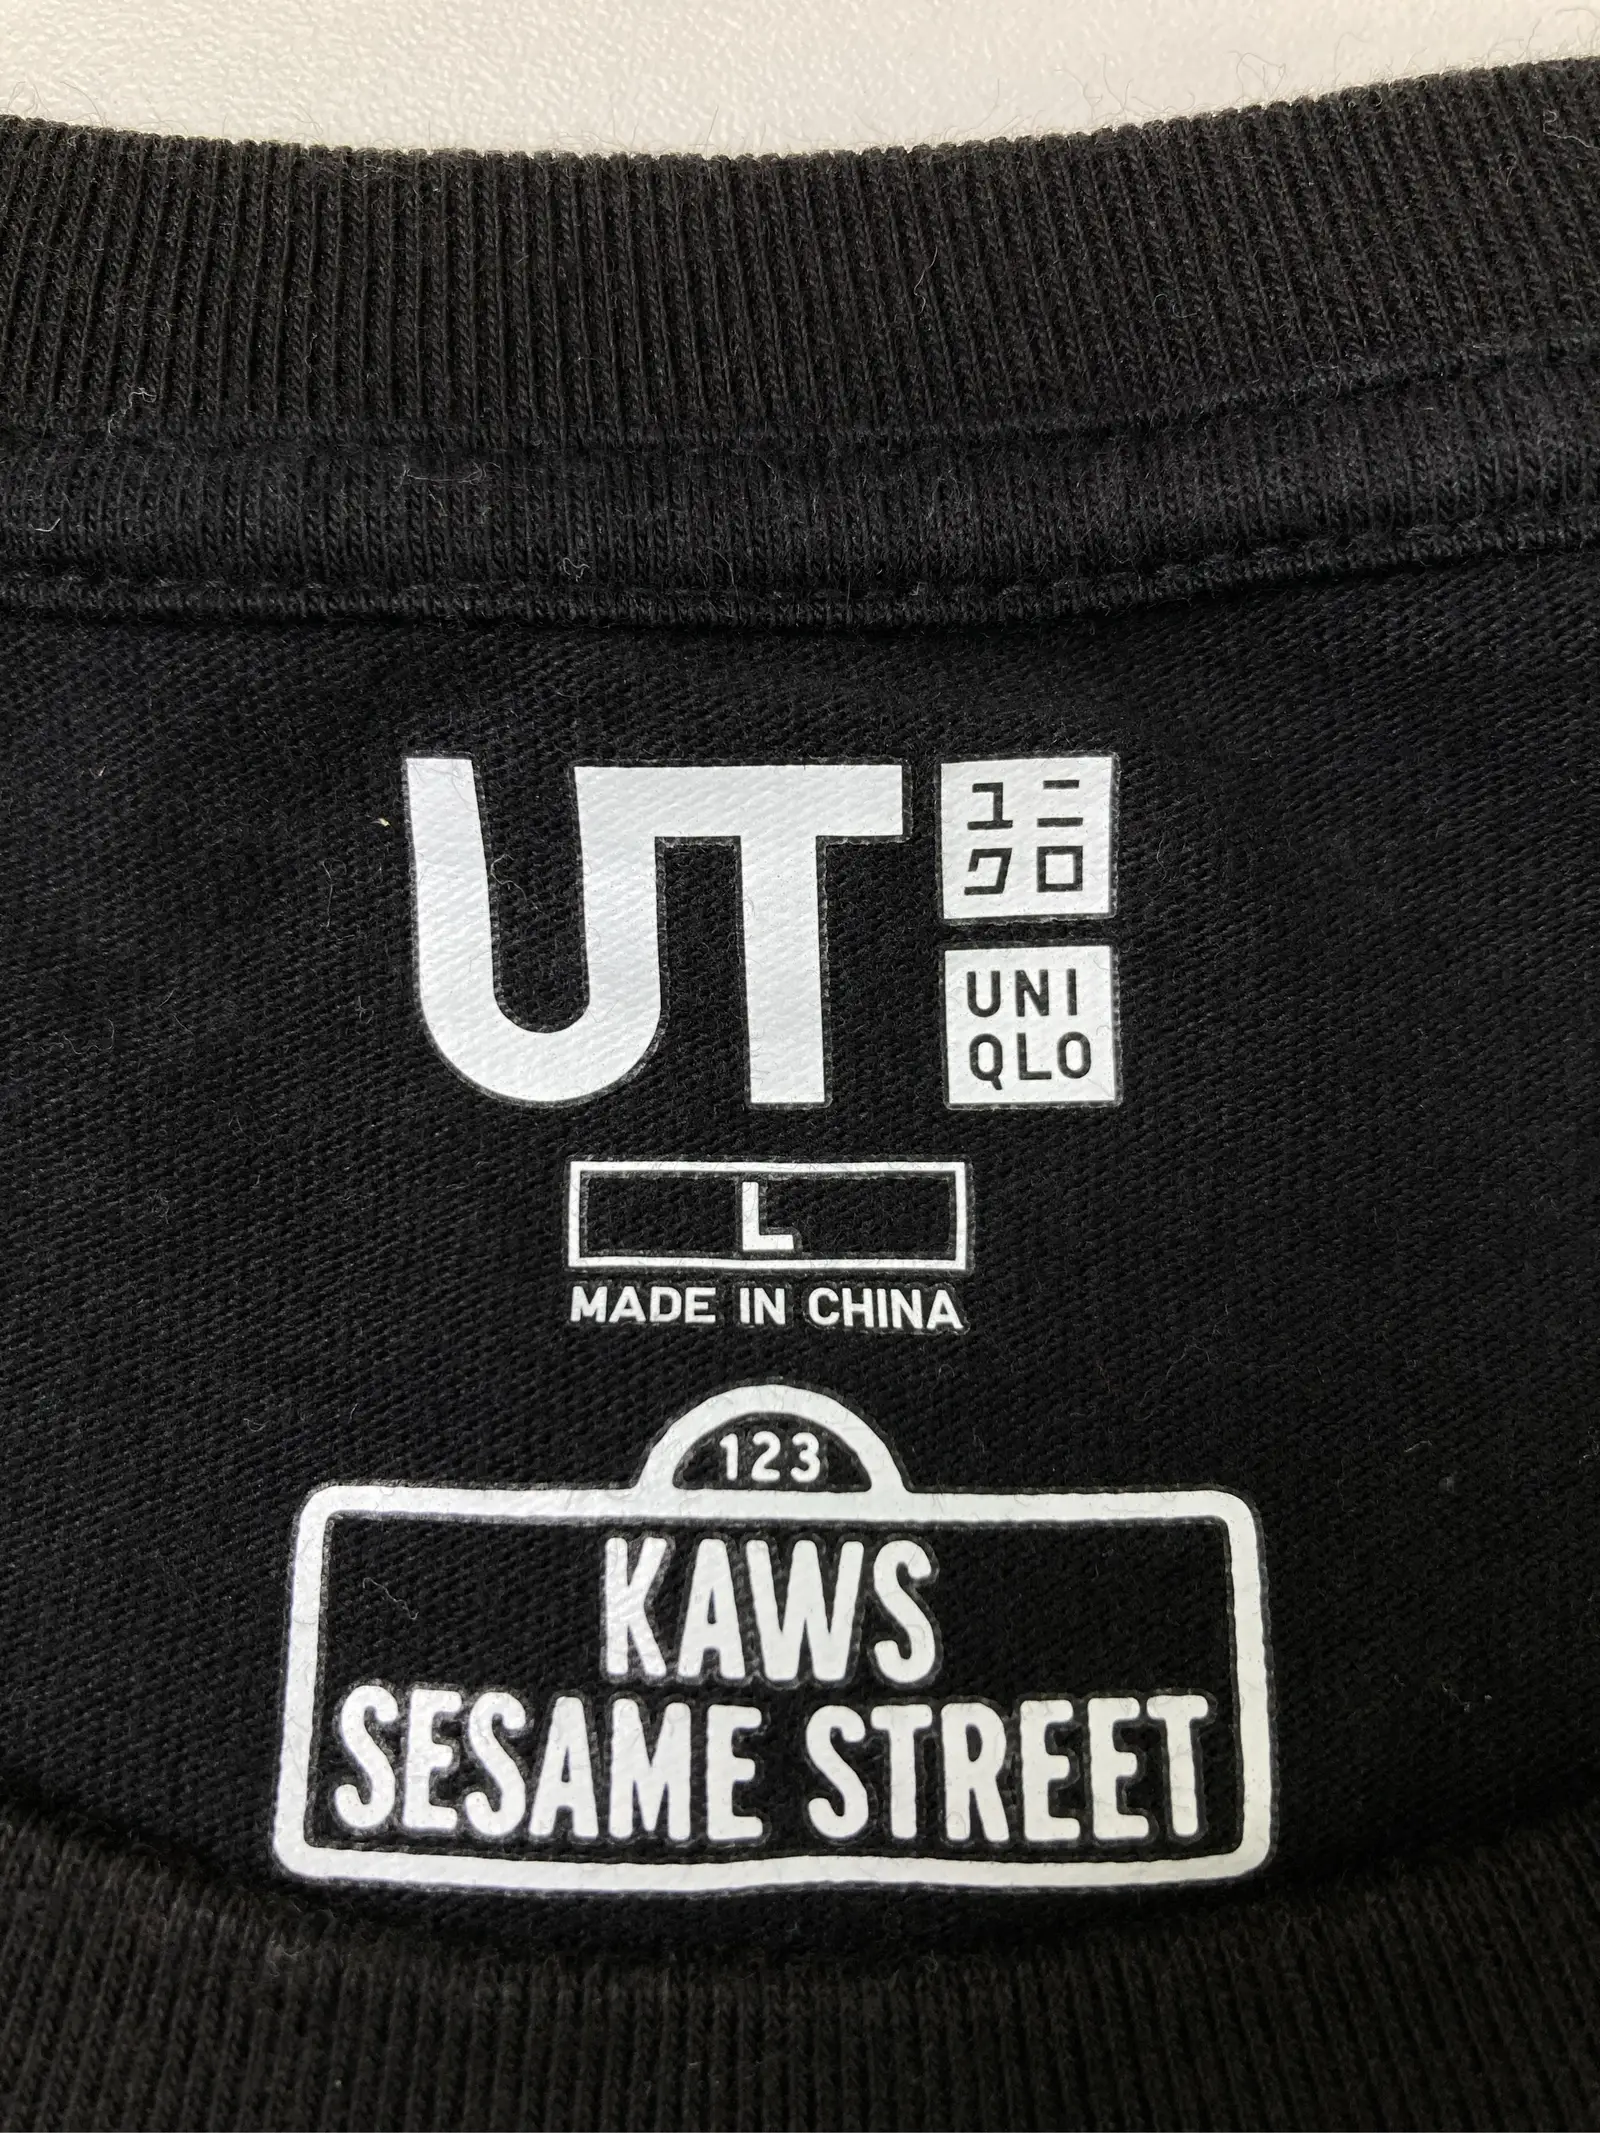 UT
ユニ
クロ
UNI
QLO
L
MADE IN CHINA
123
KAWS
SESAME STREET